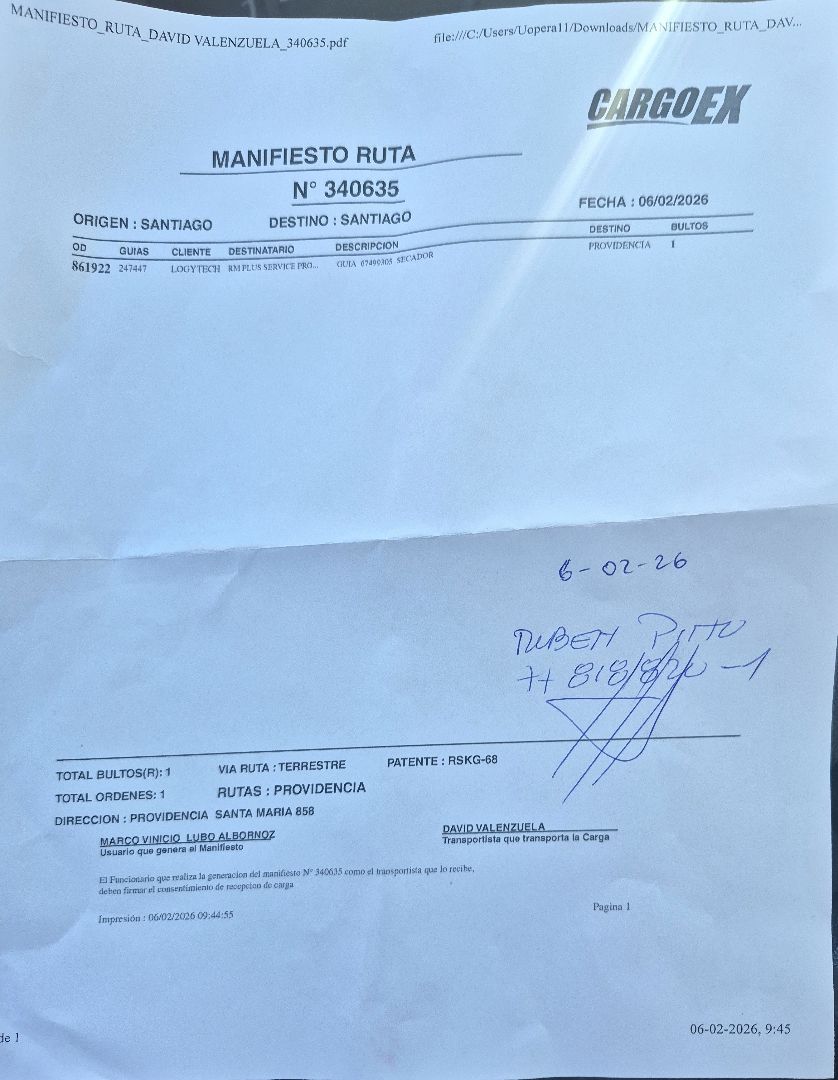 MANIFIESTO_RUTA_DAVID VALENZUELA_340635.pdf file:///C:/Users/Uopera11/Downloads/MANIFIESTO_RUTA_DAV...
CARGOEX
MANIFIESTO RUTA
N° 340635
FECHA : 06/02/2026
ORIGEN : SANTIAGO DESTINO : SANTIAGO
OD GUIAS CLIENTE DESTINATARIO DESCRIPCION DESTINO BULTOS
861922 247447 LOGYTECH RM PLUS SERVICE PRO... GUIA 67490305 SECADOR PROVIDENCIA 1
6-02-26
RUBEN
TOTAL BULTOS(R): 1 VIA RUTA : TERRESTRE PATENTE : RSKG-68
TOTAL ORDENES: 1 RUTAS : PROVIDENCIA
DIRECCION : PROVIDENCIA SANTA MARIA 858
MARCO VINICIO LUBO ALBORNOZ DAVID VALENZUELA
Usuario que genera el Manifiesto Transportista que transporta la Carga
El Funcionario que realiza la generacion del manifiesto N° 340635 como el transportista que lo recibe,
deben firmar el consentimiento de recepcion de carga
Impresión : 06/02/2026 09:44:55 Pagina 1
de 1 06-02-2026, 9:45